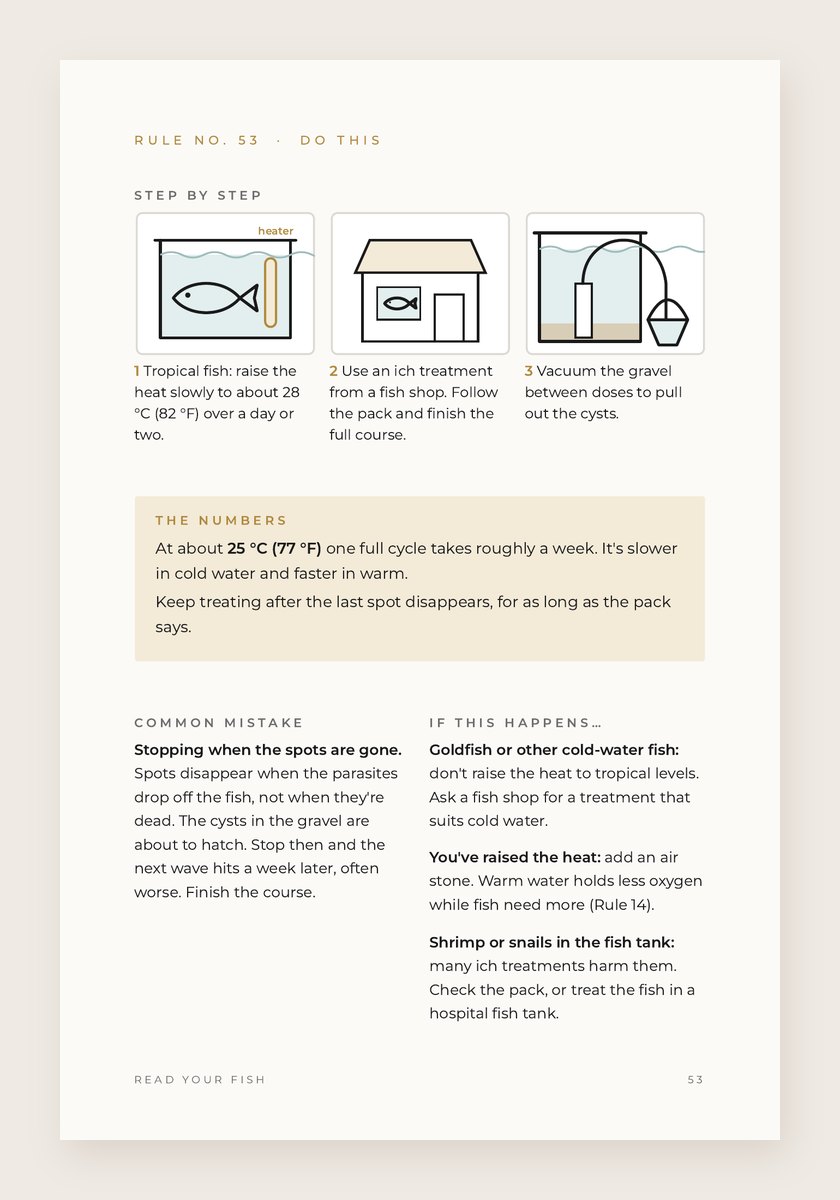 RULE NO. 53 · DO THIS
STEP BY STEP
heater
1 Tropical fish: raise the
heat slowly to about 28
°C (82 °F) over a day or
two.
2 Use an ich treatment
from a fish shop. Follow
the pack and finish the
full course.
3 Vacuum the gravel
between doses to pull
out the cysts.
THE NUMBERS
At about 25 °C (77 °F) one full cycle takes roughly a week. It's slower
in cold water and faster in warm.
Keep treating after the last spot disappears, for as long as the pack
says.
COMMON MISTAKE
Stopping when the spots are gone.
Spots disappear when the parasites
drop off the fish, not when they're
dead. The cysts in the gravel are
about to hatch. Stop then and the
next wave hits a week later, often
worse. Finish the course.
IF THIS HAPPENS…
Goldfish or other cold-water fish:
don't raise the heat to tropical levels.
Ask a fish shop for a treatment that
suits cold water.
You've raised the heat: add an air
stone. Warm water holds less oxygen
while fish need more (Rule 14).
Shrimp or snails in the fish tank:
many ich treatments harm them.
Check the pack, or treat the fish in a
hospital fish tank.
READ YOUR FISH
53